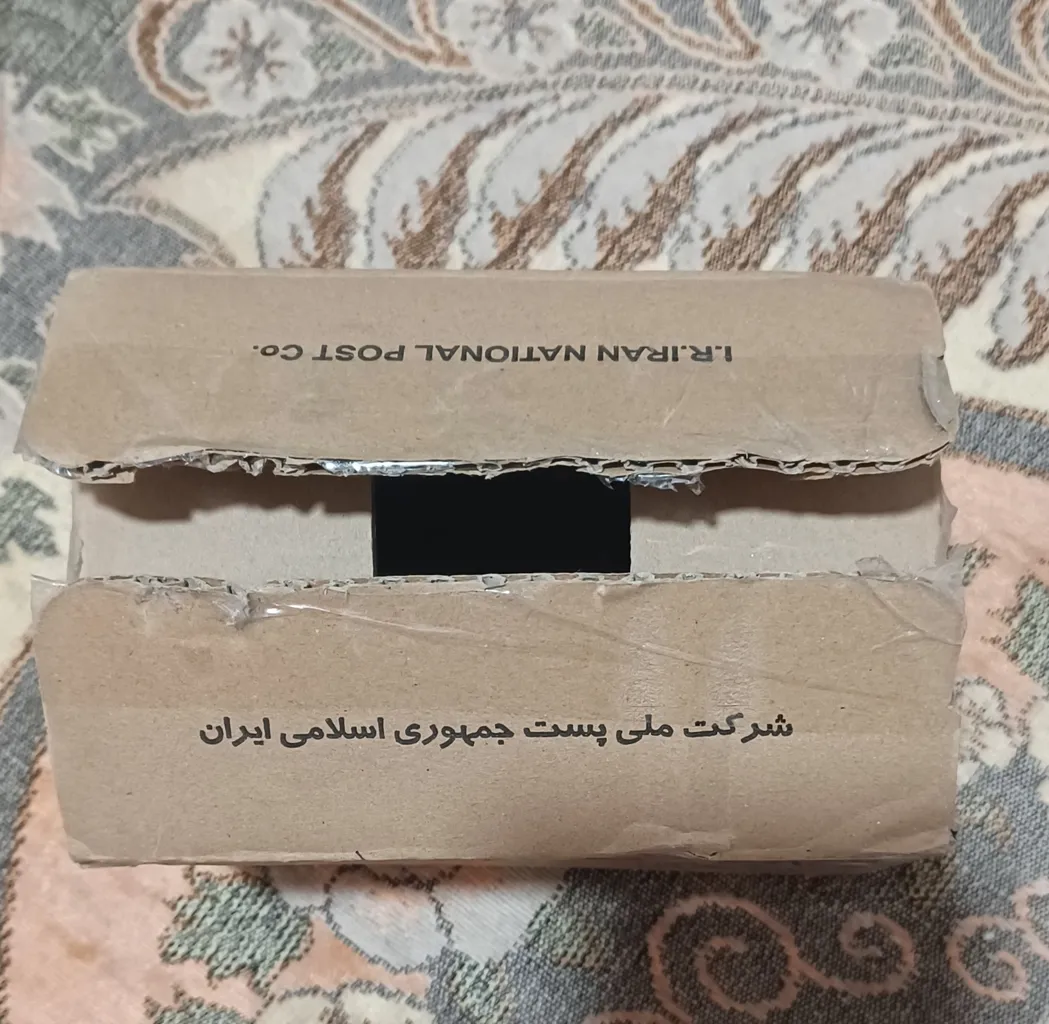 I.R.IRAN NATIONAL POST Co.
شرکت ملی پست جمهوری اسلامی ایران